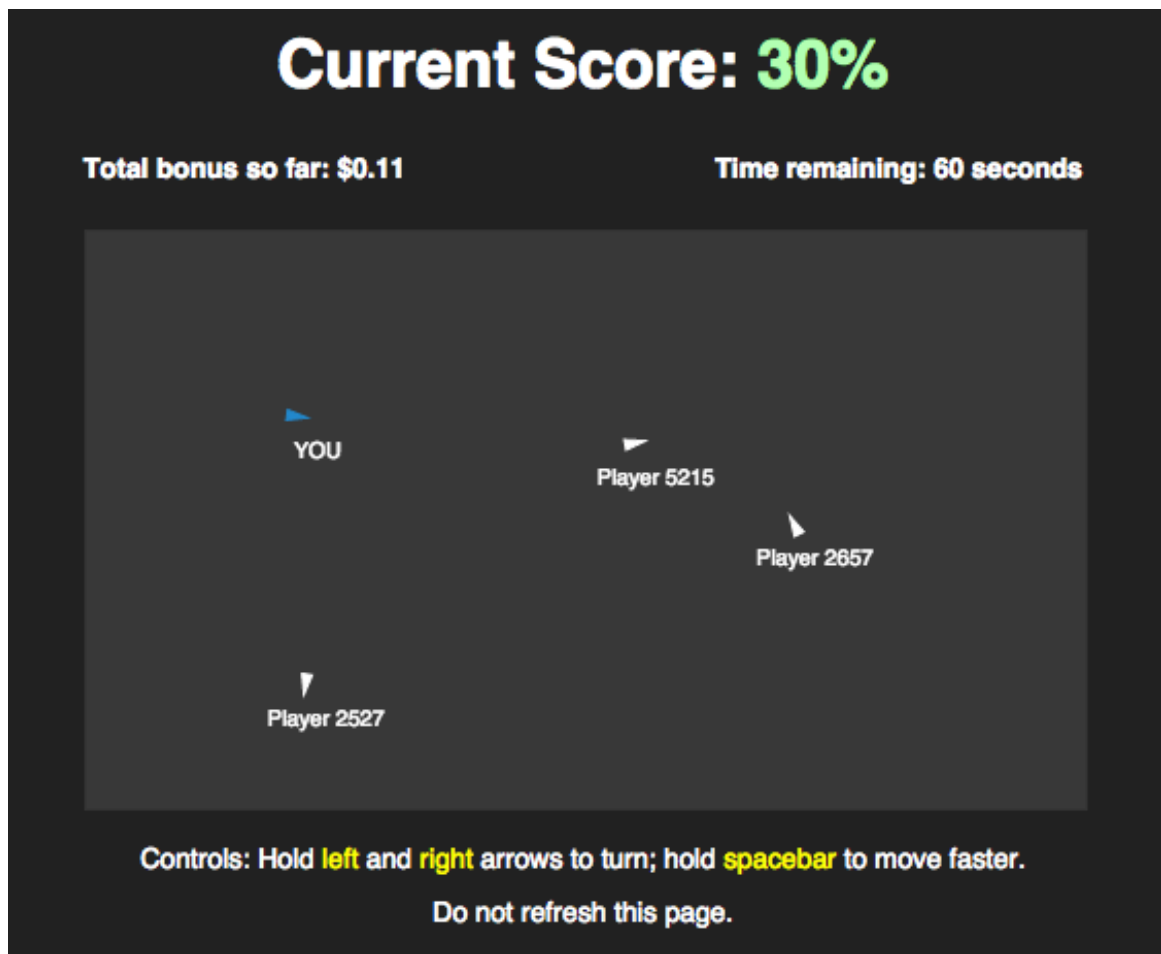 Current Score: 30%
Total bonus so far: $0.11
Time remaining: 60 seconds
YOU
Player 5215
Player 2657
Player 2527
Controls: Hold left and right arrows to turn; hold spacebar to move faster.
Do not refresh this page.